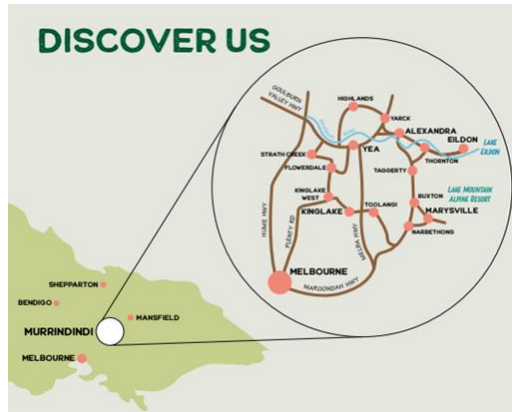 DISCOVER US
GOULBURN
VALLEY HWY
HIGHLANDS
YARCK
ALEXANDRA
EILDON
LAKE
EILDON
YEA
STRATH CREEK
THORNTON
FLOWERDALE
TAGGERTY
KINGLAKE
WEST
BUXTON
LAKE MOUNTAIN
ALPINE RESORT
KINGLAKE
TOOLANGI
MARYSVILLE
NARBETHONG
HUME HWY
PLENTY RD
MELBA HWY
MELBOURNE
MAROONDAH HWY
SHEPPARTON
BENDIGO
MANSFIELD
MURRINDINDI
MELBOURNE